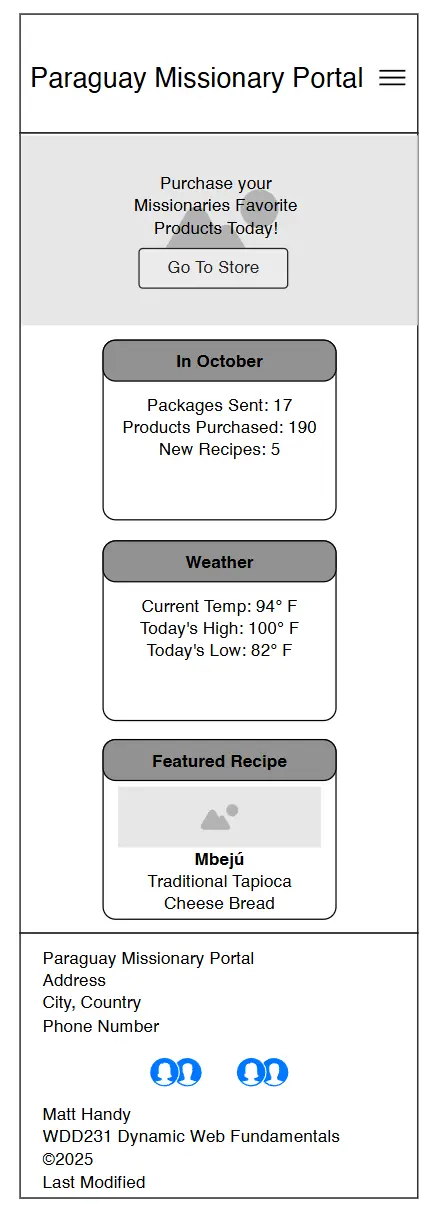 Paraguay Missionary Portal
Purchase your
Missionaries Favorite
Products Today!
Go To Store
In October
Packages Sent: 17
Products Purchased: 190
New Recipes: 5
Weather
Current Temp: 94° F
Today's High: 100° F
Today's Low: 82° F
Featured Recipe
Mbejú
Traditional Tapioca
Cheese Bread
Paraguay Missionary Portal
Address
City, Country
Phone Number
Matt Handy
WDD231 Dynamic Web Fundamentals
©2025
Last Modified